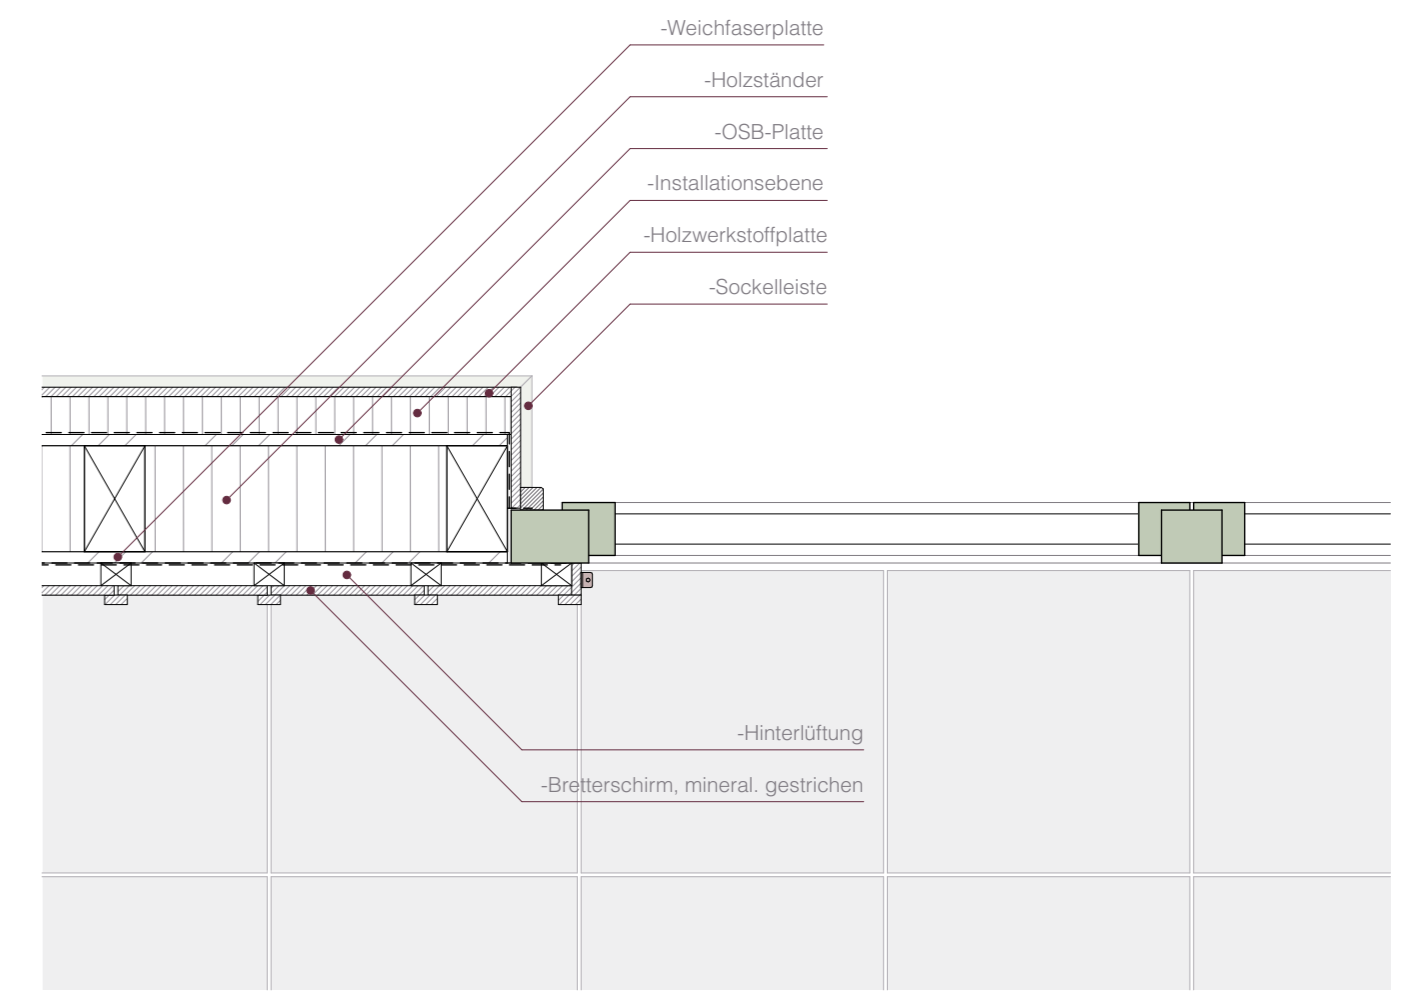 -Weichfaserplatte
-Holzständer
-OSB-Platte
-Installationsebene
-Holzwerkstoffplatte
-Sockelleiste
-Hinterlüftung
-Bretterschirm, mineral. gestrichen